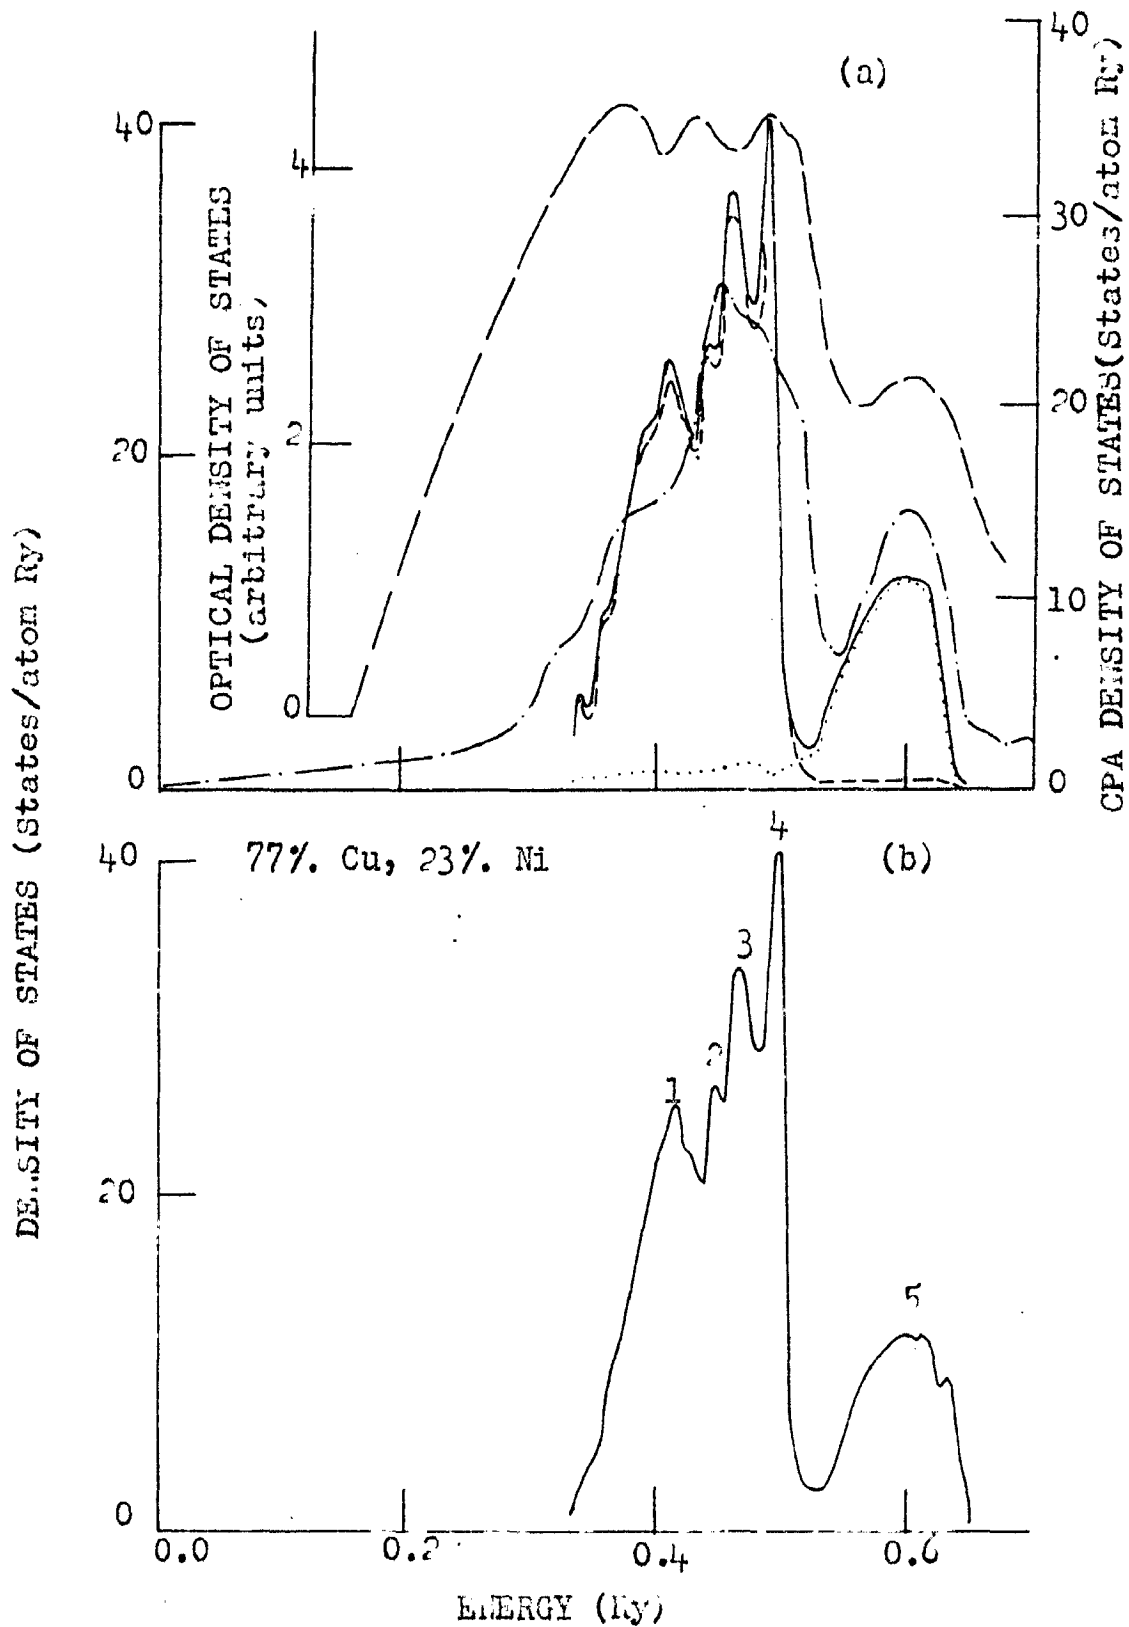 (a)
40
20
0
DENSITY OF STATES (States/atom Ry)
OPTICAL DENSITY OF STATES
(arbitrary units)
4
2
0
40
30
20
10
0
CPA DENSITY OF STATES(States/atom Ry)
77%. Cu, 23%. Ni
(b)
40
20
0
1
2
3
4
5
0.0
0.2
0.4
0.6
ENERGY (Ry)